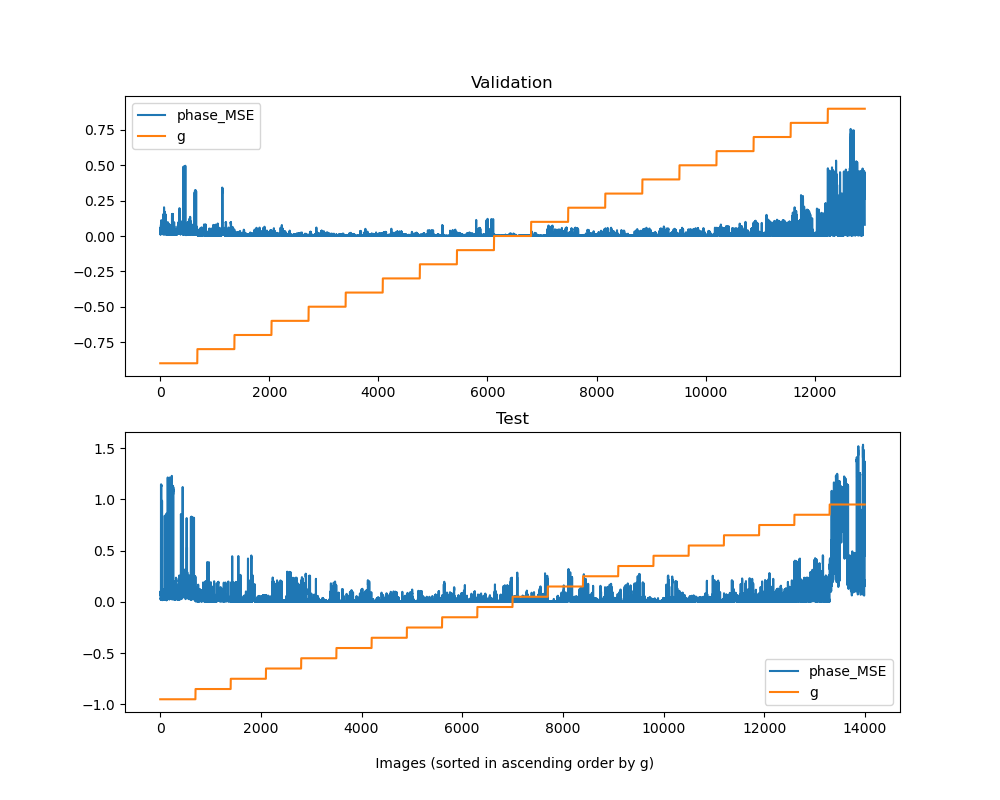 Validation
phase_MSE
g
0.75
0.50
0.25
0.00
−0.25
−0.50
−0.75
0 2000 4000 6000 8000 10000 12000
Test
1.5
1.0
0.5
0.0
−0.5
−1.0
phase_MSE
g
0 2000 4000 6000 8000 10000 12000 14000
Images (sorted in ascending order by g)